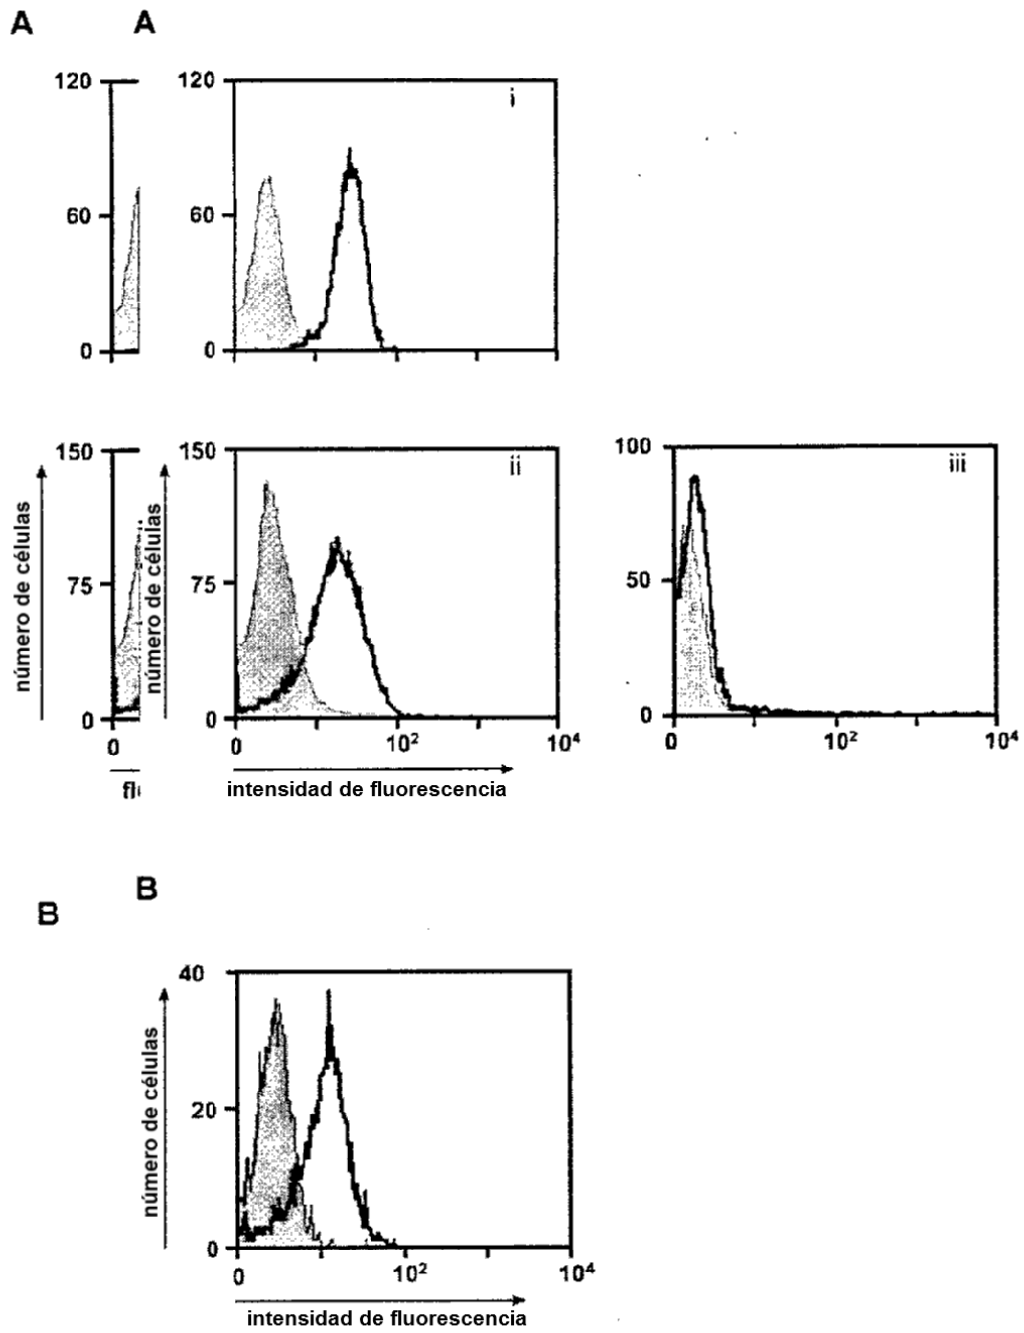 A A
120 120
i
60 60
0 0
150 150
ii
100
iii
75 75
50
0 0
0
número de células
número de células
0 0 10² 10⁴
0 10² 10⁴
flu
intensidad de fluorescencia
B
B
40
20
0
número de células
0 10² 10⁴
intensidad de fluorescencia